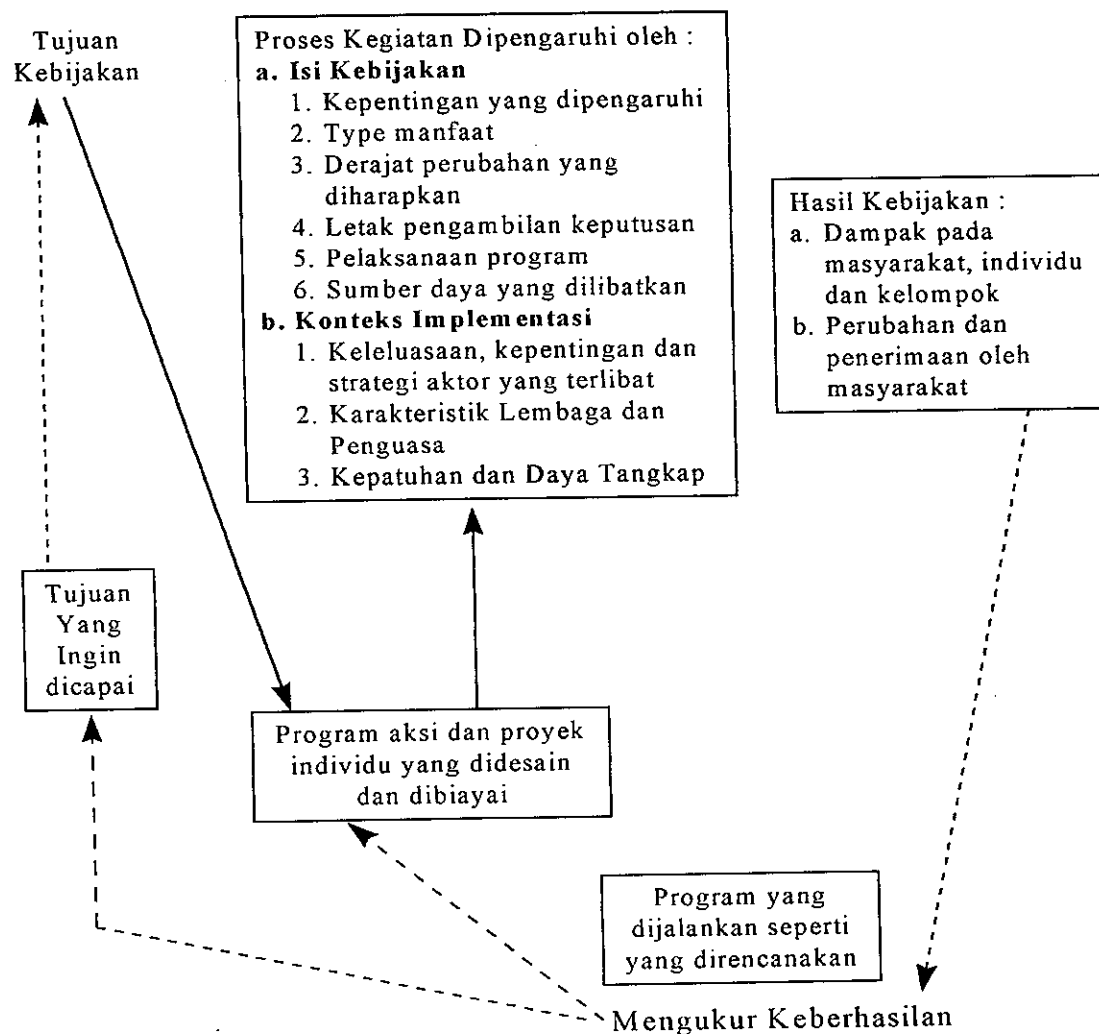 Tujuan
Kebijakan
Proses Kegiatan Dipengaruhi oleh :
a. Isi Kebijakan
1. Kepentingan yang dipengaruhi
2. Type manfaat
3. Derajat perubahan yang
diharapkan
4. Letak pengambilan keputusan
5. Pelaksanaan program
6. Sumber daya yang dilibatkan
b. Konteks Implementasi
1. Keleluasaan, kepentingan dan
strategi aktor yang terlibat
2. Karakteristik Lembaga dan
Penguasa
3. Kepatuhan dan Daya Tangkap
Hasil Kebijakan :
a. Dampak pada
masyarakat, individu
dan kelompok
b. Perubahan dan
penerimaan oleh
masyarakat
Tujuan
Yang
Ingin
dicapai
Program aksi dan proyek
individu yang didesain
dan dibiayai
Program yang
dijalankan seperti
yang direncanakan
Mengukur Keberhasilan